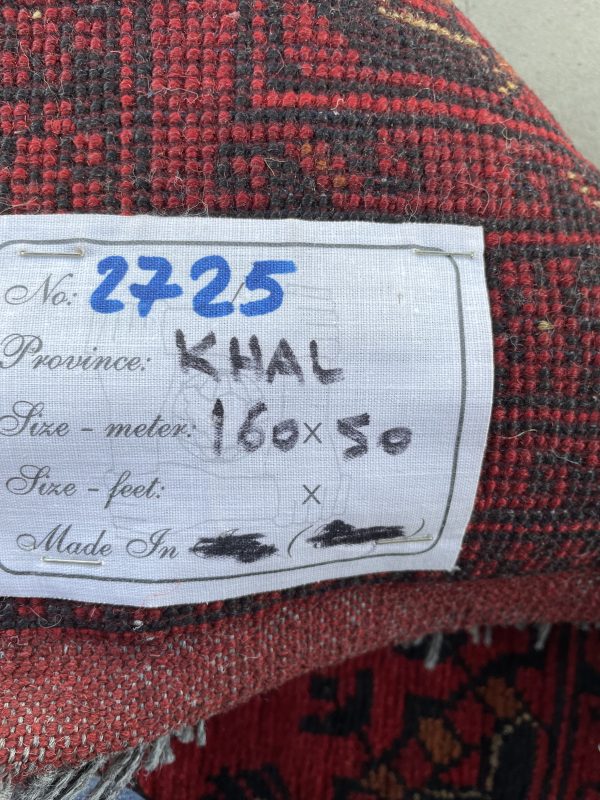 No: 2725
Province: KHAL
Size - meter: 160 x 50
Size - feet: x
Made In ( )